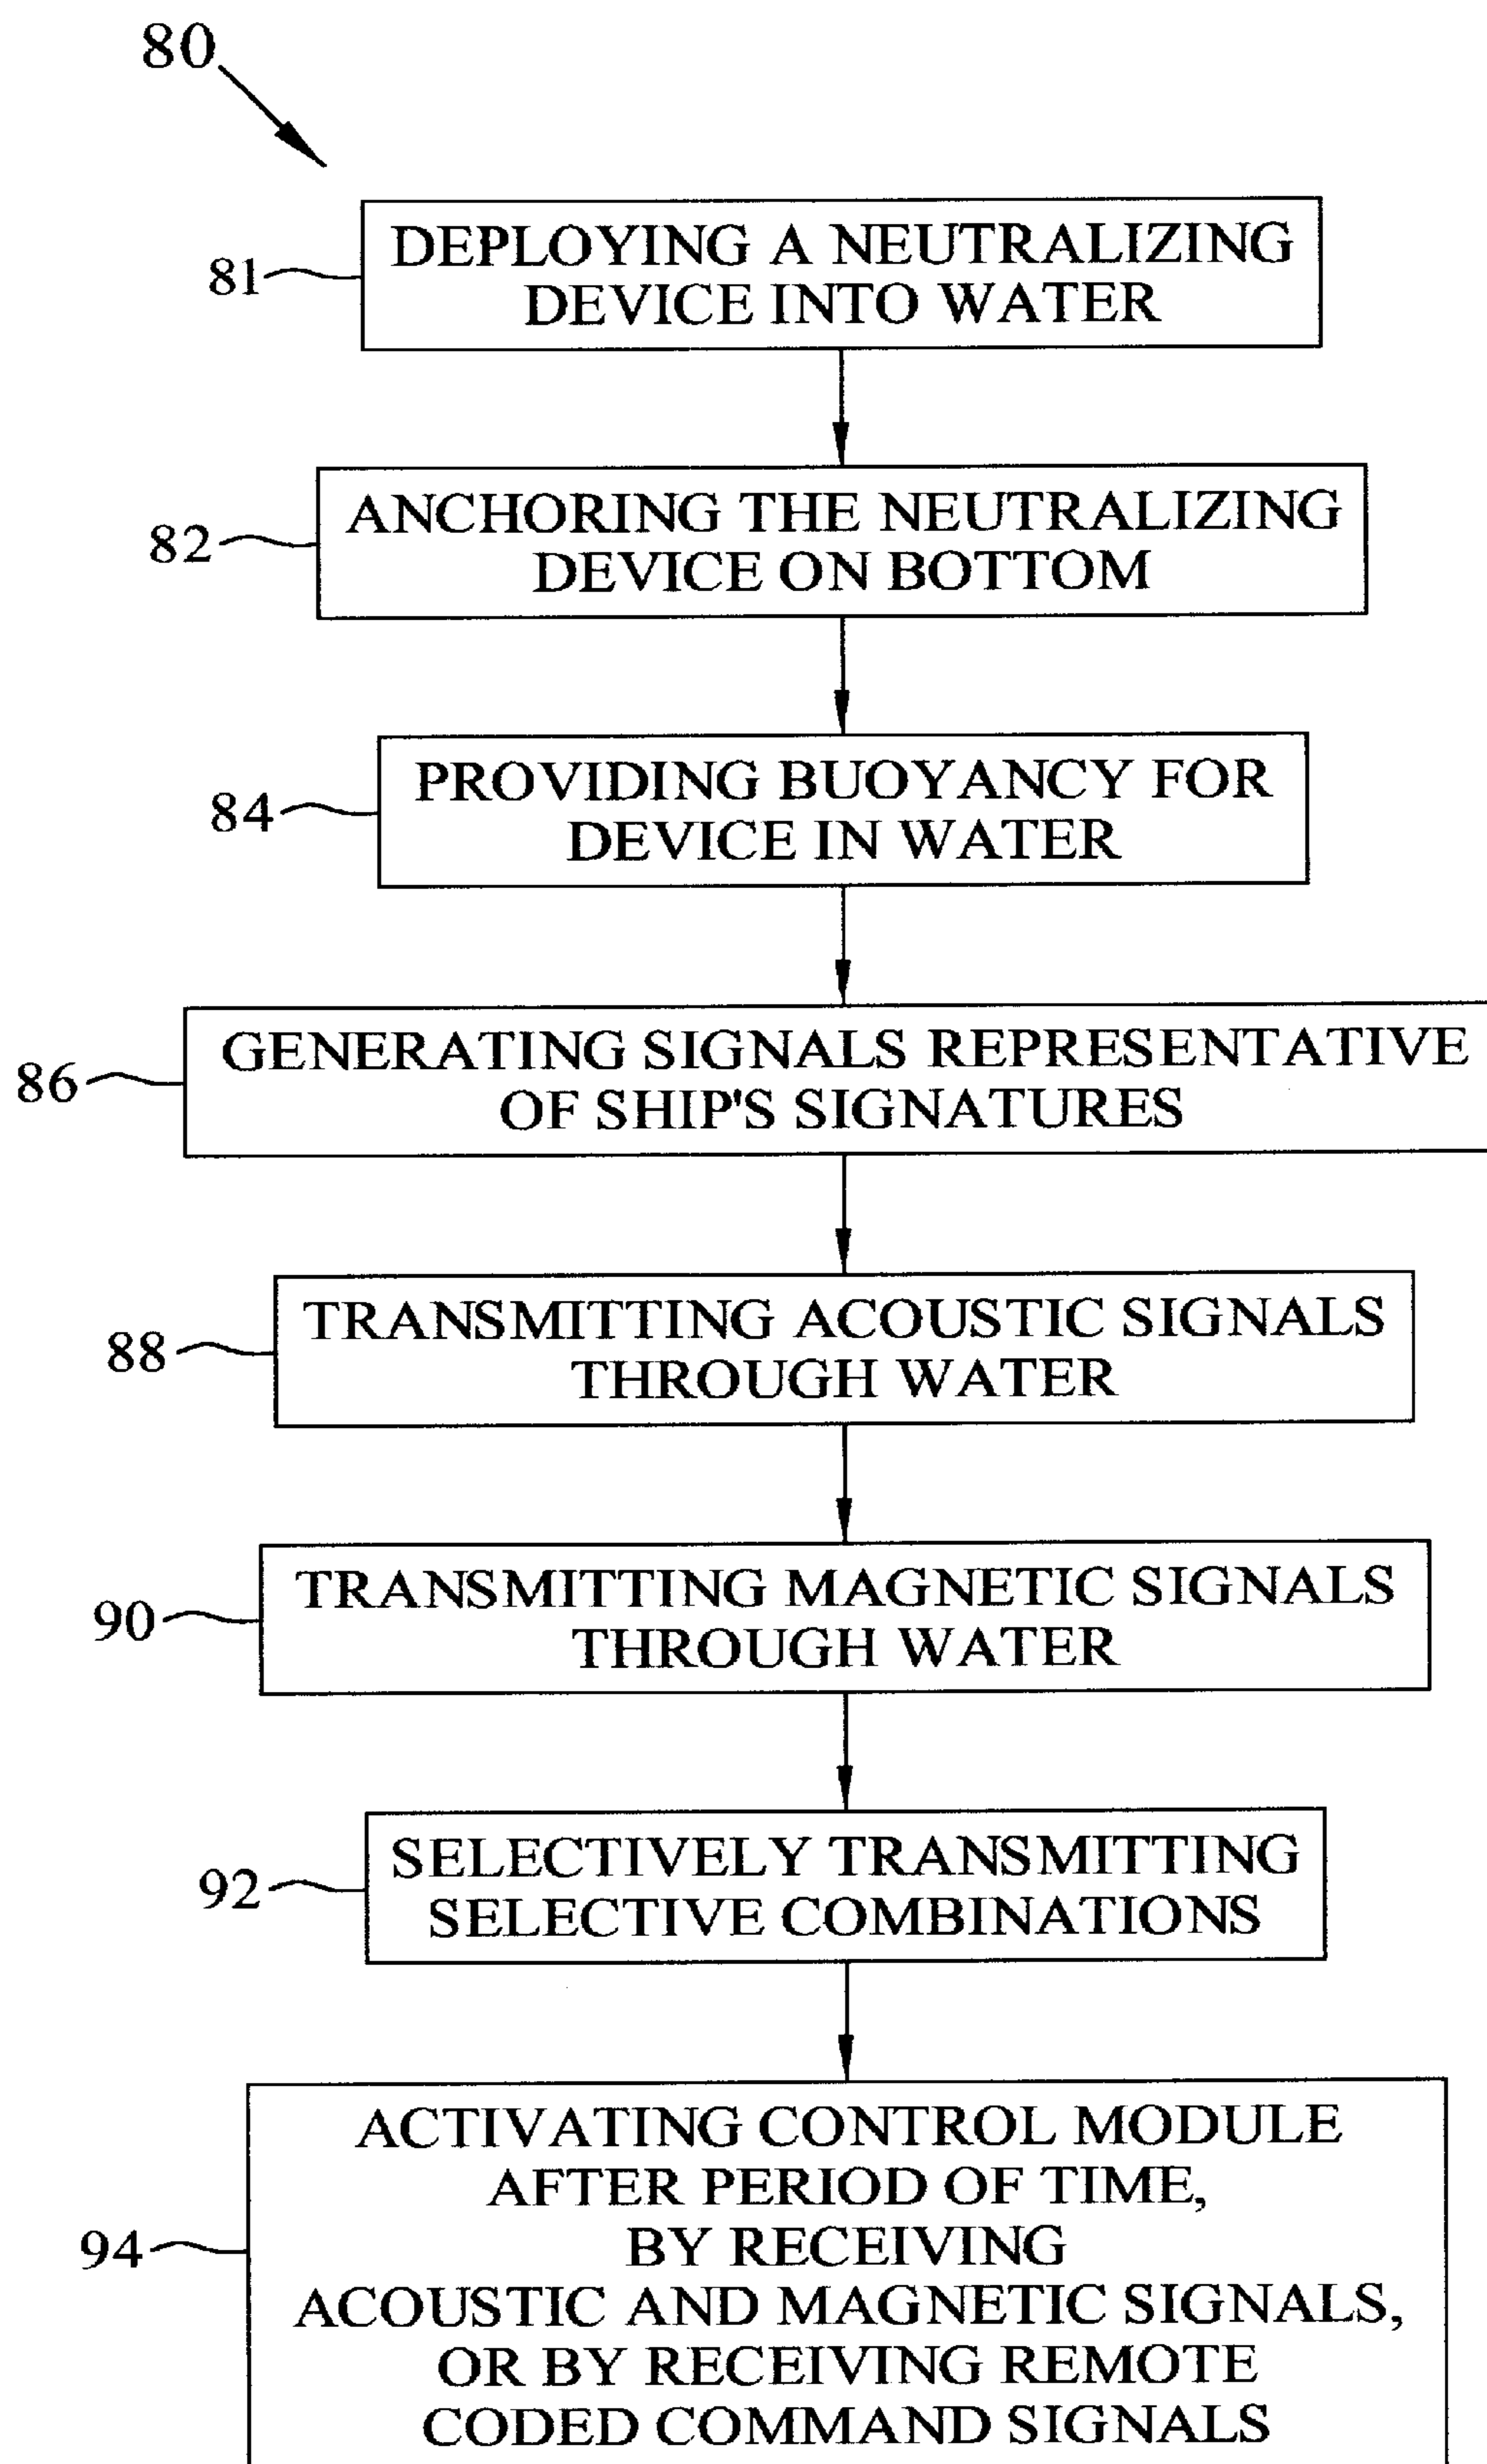 80
81
DEPLOYING A NEUTRALIZING
DEVICE INTO WATER
82
ANCHORING THE NEUTRALIZING
DEVICE ON BOTTOM
84
PROVIDING BUOYANCY FOR
DEVICE IN WATER
86
GENERATING SIGNALS REPRESENTATIVE
OF SHIP'S SIGNATURES
88
TRANSMITTING ACOUSTIC SIGNALS
THROUGH WATER
90
TRANSMITTING MAGNETIC SIGNALS
THROUGH WATER
92
SELECTIVELY TRANSMITTING
SELECTIVE COMBINATIONS
94
ACTIVATING CONTROL MODULE
AFTER PERIOD OF TIME,
BY RECEIVING
ACOUSTIC AND MAGNETIC SIGNALS,
OR BY RECEIVING REMOTE
CODED COMMAND SIGNALS